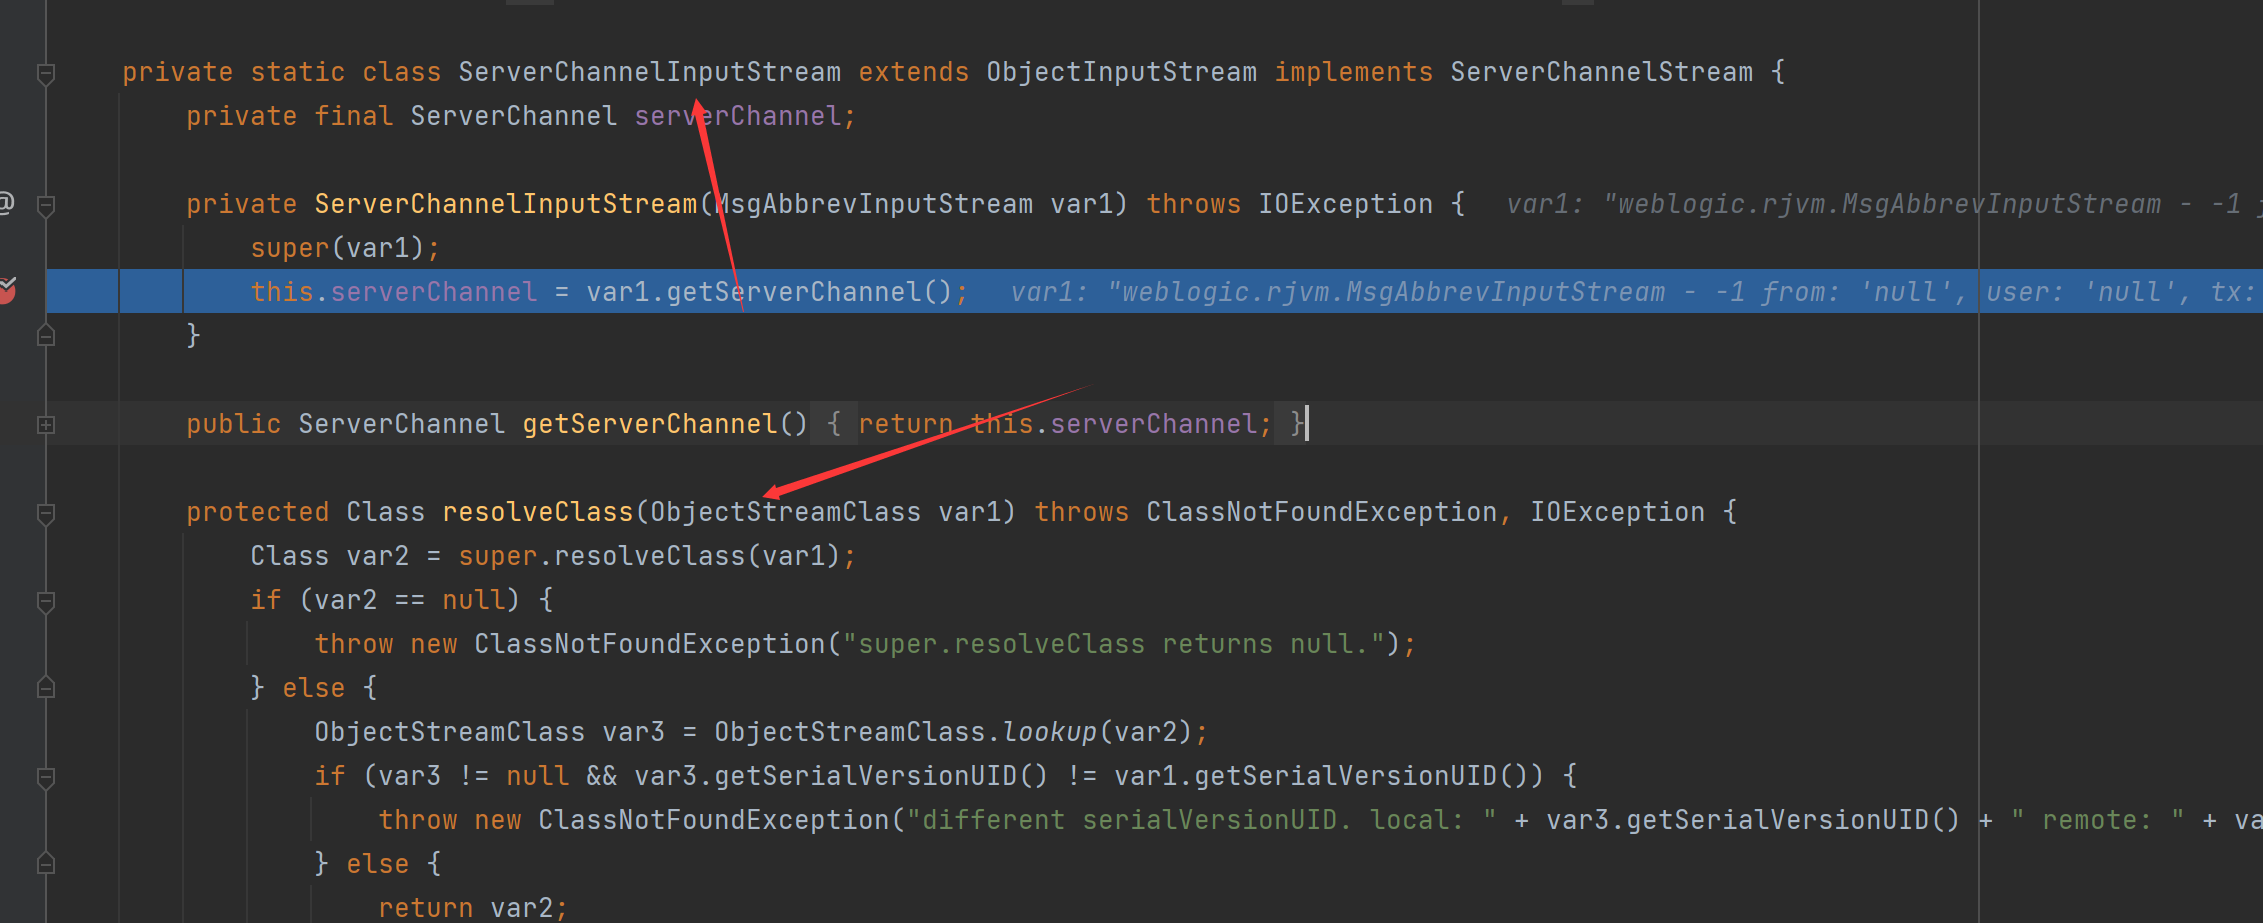 private static class ServerChannelInputStream extends ObjectInputStream implements ServerChannelStream {
private final ServerChannel serverChannel;
@
private ServerChannelInputStream(MsgAbbrevInputStream var1) throws IOException {   var1: "weblogic.rjvm.MsgAbbrevInputStream - -1
super(var1);
this.serverChannel = var1.getServerChannel();   var1: "weblogic.rjvm.MsgAbbrevInputStream - -1 from: 'null', user: 'null', tx:
}
public ServerChannel getServerChannel() { return this.serverChannel; }
protected Class resolveClass(ObjectStreamClass var1) throws ClassNotFoundException, IOException {
Class var2 = super.resolveClass(var1);
if (var2 == null) {
throw new ClassNotFoundException("super.resolveClass returns null.");
} else {
ObjectStreamClass var3 = ObjectStreamClass.lookup(var2);
if (var3 != null && var3.getSerialVersionUID() != var1.getSerialVersionUID()) {
throw new ClassNotFoundException("different serialVersionUID. local: " + var3.getSerialVersionUID() + " remote: " + va
} else {
return var2;